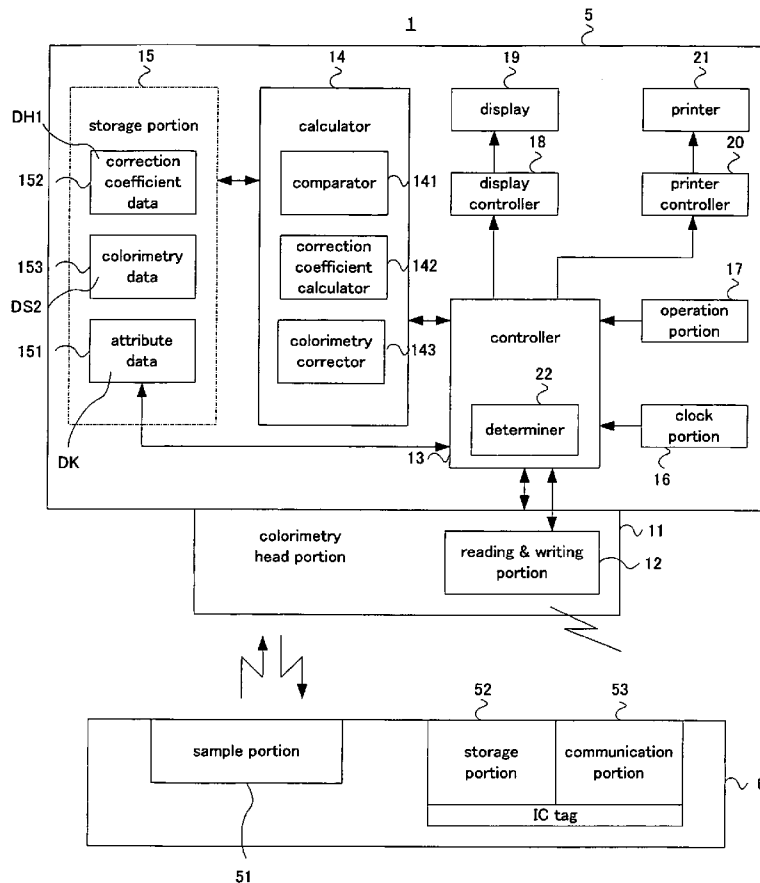 1
5
15
14
19
21
DH1
storage portion
calculator
display
printer
18
20
152
correction
coefficient
data
comparator
141
display
controller
printer
controller
153
colorimetry
data
correction
coefficient
calculator
142
17
DS2
controller
operation
portion
151
attribute
data
colorimetry
corrector
143
22
determiner
clock
portion
DK
13
16
colorimetry
head portion
11
reading & writing
portion
12
52
53
sample portion
storage
portion
communication
portion
IC tag
51